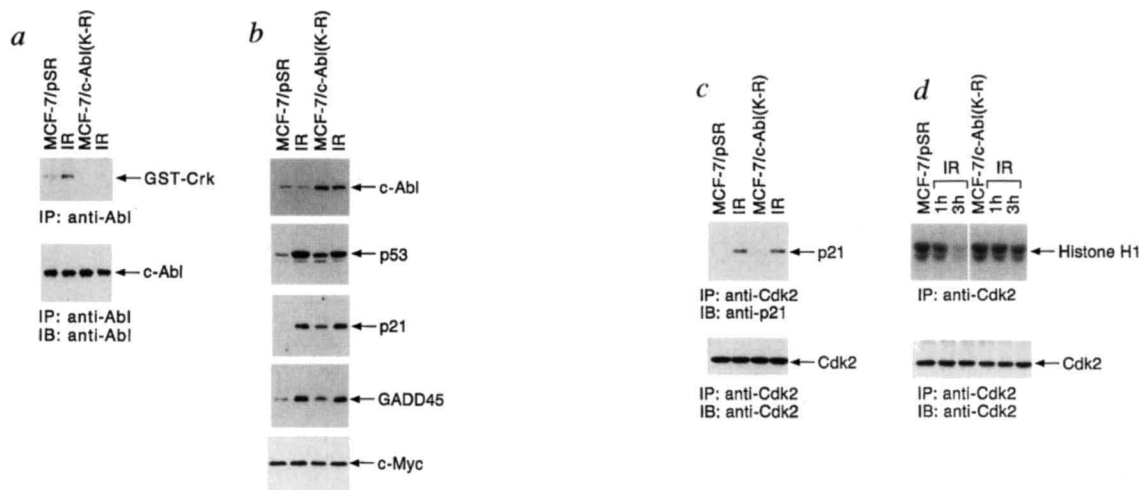 a
MCF-7/pSR
IR
MCF-7/c-Abl(K-R)
IR
GST-Crk
IP: anti-Abl
c-Abl
IP: anti-Abl
IB: anti-Abl
b
MCF-7/pSR
IR
MCF-7/c-Abl(K-R)
IR
c-Abl
p53
p21
GADD45
c-Myc
c
MCF-7/pSR
IR
MCF-7/c-Abl(K-R)
IR
p21
IP: anti-Cdk2
IB: anti-p21
Cdk2
IP: anti-Cdk2
IB: anti-Cdk2
d
MCF-7/pSR
IR
1h
3h
MCF-7/c-Abl(K-R)
IR
1h
3h
Histone H1
IP: anti-Cdk2
Cdk2
IP: anti-Cdk2
IB: anti-Cdk2